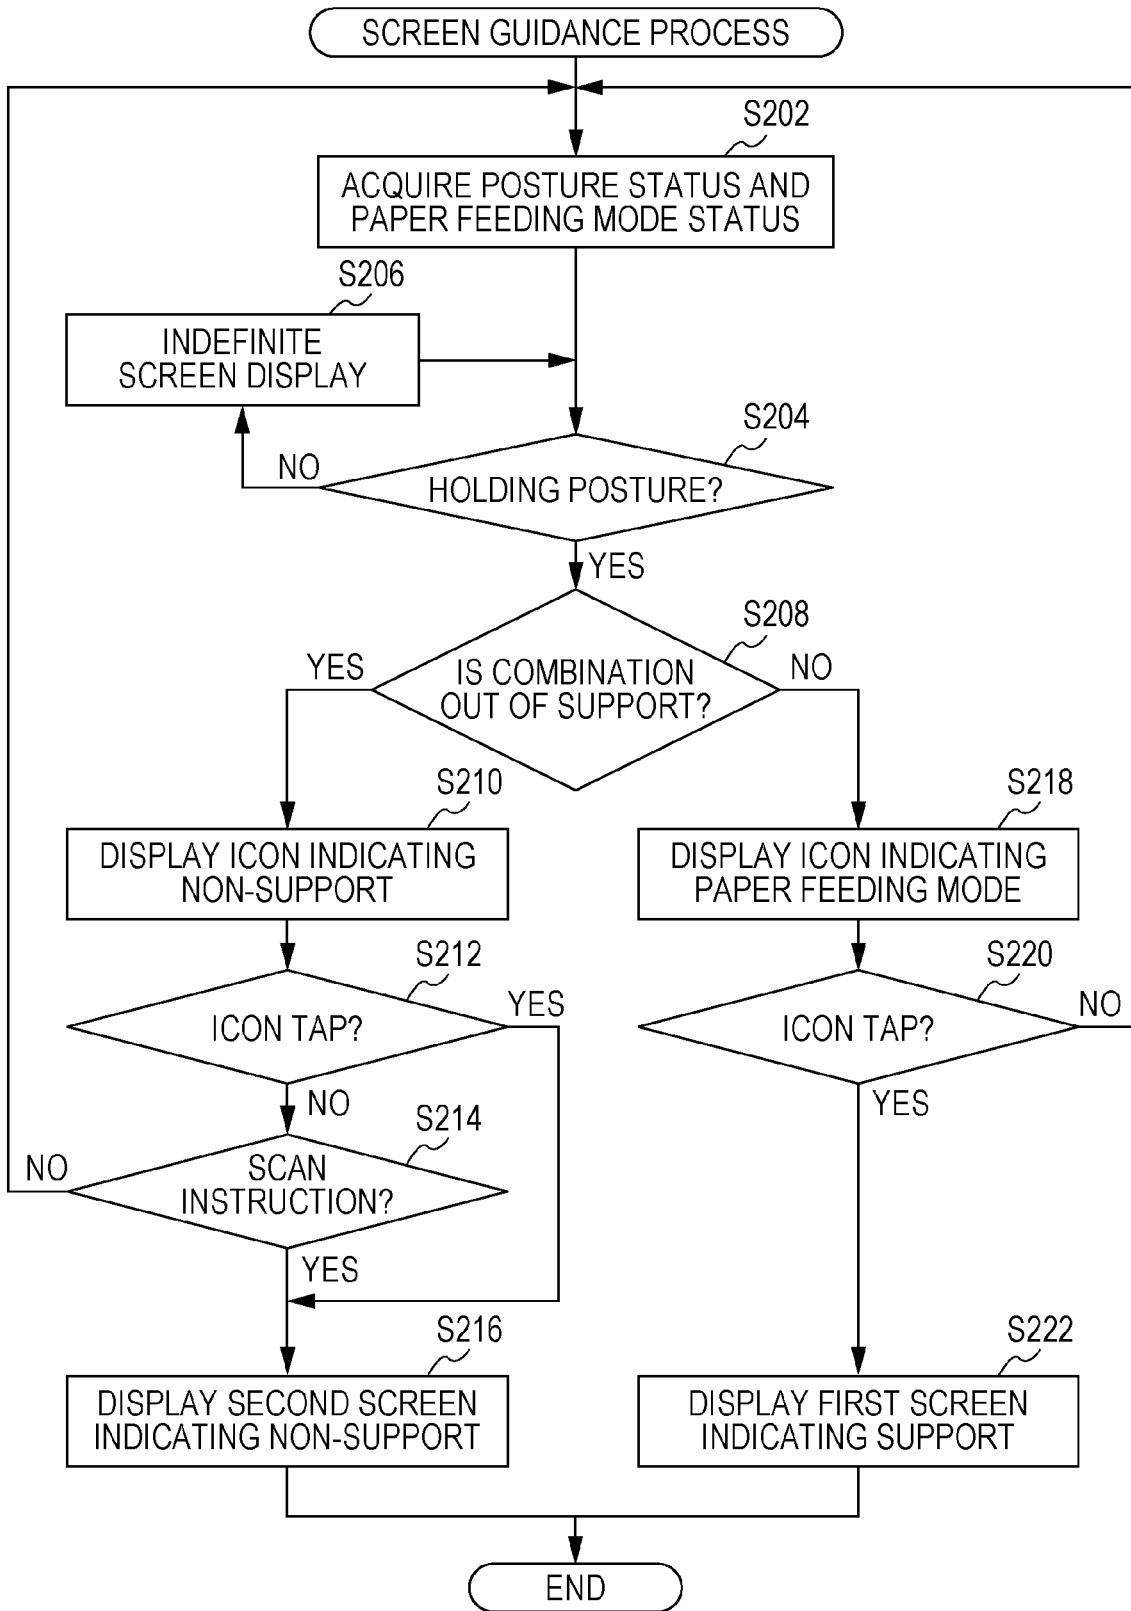 SCREEN GUIDANCE PROCESS
S202
ACQUIRE POSTURE STATUS AND
PAPER FEEDING MODE STATUS
S206
INDEFINITE
SCREEN DISPLAY
S204
NO
HOLDING POSTURE?
YES
S208
YES
IS COMBINATION
OUT OF SUPPORT?
NO
S210
DISPLAY ICON INDICATING
NON-SUPPORT
S218
DISPLAY ICON INDICATING
PAPER FEEDING MODE
S212
ICON TAP?
YES
NO
S220
ICON TAP?
NO
YES
S214
NO
SCAN
INSTRUCTION?
YES
S216
DISPLAY SECOND SCREEN
INDICATING NON-SUPPORT
S222
DISPLAY FIRST SCREEN
INDICATING SUPPORT
END